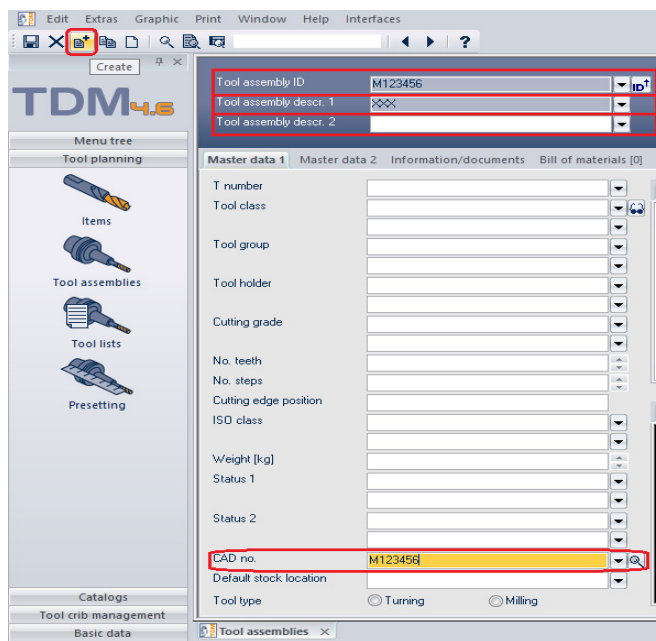 Edit Extras Graphic Print Window Help Interfaces
?
Create
TDM4.6
Menu tree
Tool planning
Items
Tool assemblies
Tool lists
Presetting
Catalogs
Tool crib management
Basic data
Tool assembly ID M123456 ID
Tool assembly descr. 1 XXX
Tool assembly descr. 2
Master data 1 Master data 2 Information/documents Bill of materials [0]
T number
Tool class
Tool group
Tool holder
Cutting grade
No. teeth
No. steps
Cutting edge position
ISO class
Weight [kg]
Status 1
Status 2
CAD no. M123456
Default stock location
Tool type Turning Milling
Tool assemblies